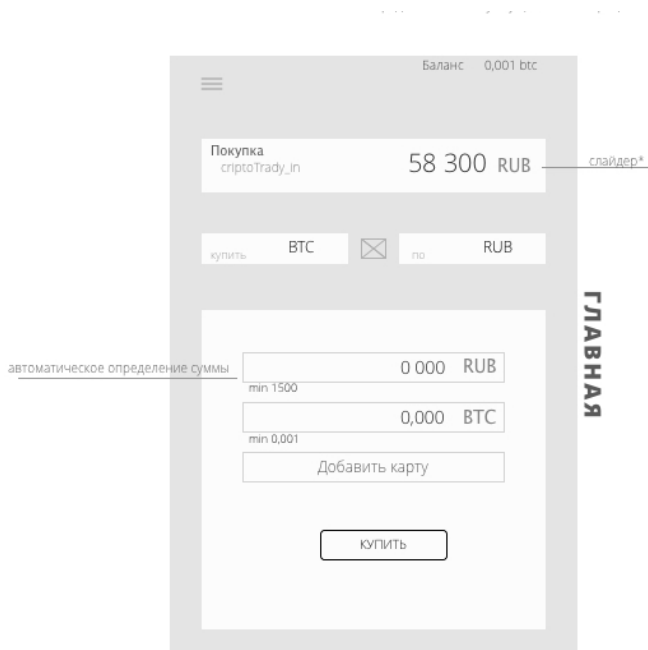 Баланс 0,001 btc
Покупка
criptoTrady_in
58 300 RUB
слайдер*
купить BTC
по RUB
ГЛАВНАЯ
автоматическое определение суммы
0 000 RUB
min 1500
0,000 BTC
min 0,001
Добавить карту
КУПИТЬ